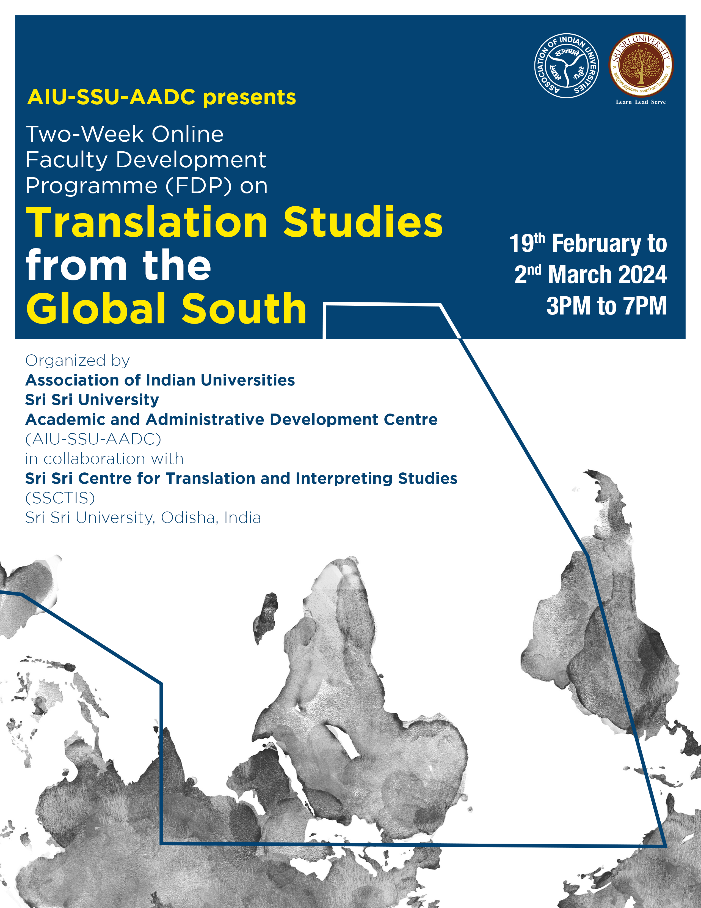 ASSOCIATION OF INDIAN UNIVERSITIES
SRI SRI UNIVERSITY
Learn Lead Serve
AIU-SSU-AADC presents
Two-Week Online
Faculty Development
Programme (FDP) on
Translation Studies
from the
Global South
19th February to
2nd March 2024
3PM to 7PM
Organized by
Association of Indian Universities
Sri Sri University
Academic and Administrative Development Centre
(AIU-SSU-AADC)
in collaboration with
Sri Sri Centre for Translation and Interpreting Studies
(SSCTIS)
Sri Sri University, Odisha, India